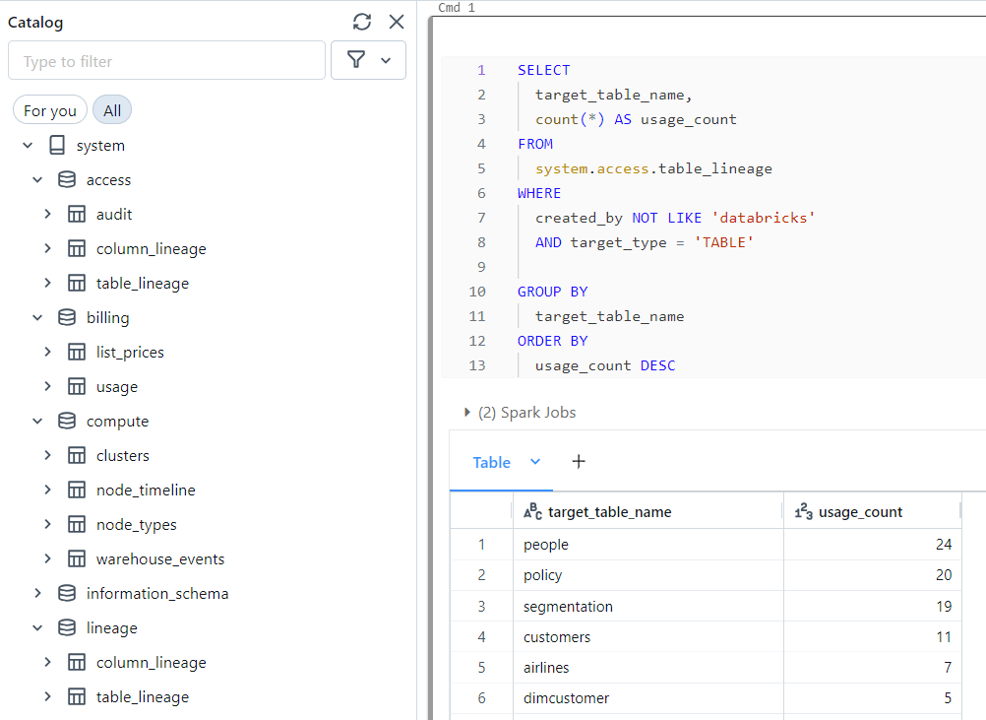 Catalog
Type to filter
For you
All
system
access
audit
column_lineage
table_lineage
billing
list_prices
usage
compute
clusters
node_timeline
node_types
warehouse_events
information_schema
lineage
column_lineage
table_lineage
Cmd 1
1 SELECT
2 target_table_name,
3 count(*) AS usage_count
4 FROM
5 system.access.table_lineage
6 WHERE
7 created_by NOT LIKE 'databricks'
8 AND target_type = 'TABLE'
9
10 GROUP BY
11 target_table_name
12 ORDER BY
13 usage_count DESC
(2) Spark Jobs
Table +
ABC target_table_name 123 usage_count
1 people 24
2 policy 20
3 segmentation 19
4 customers 11
5 airlines 7
6 dimcustomer 5